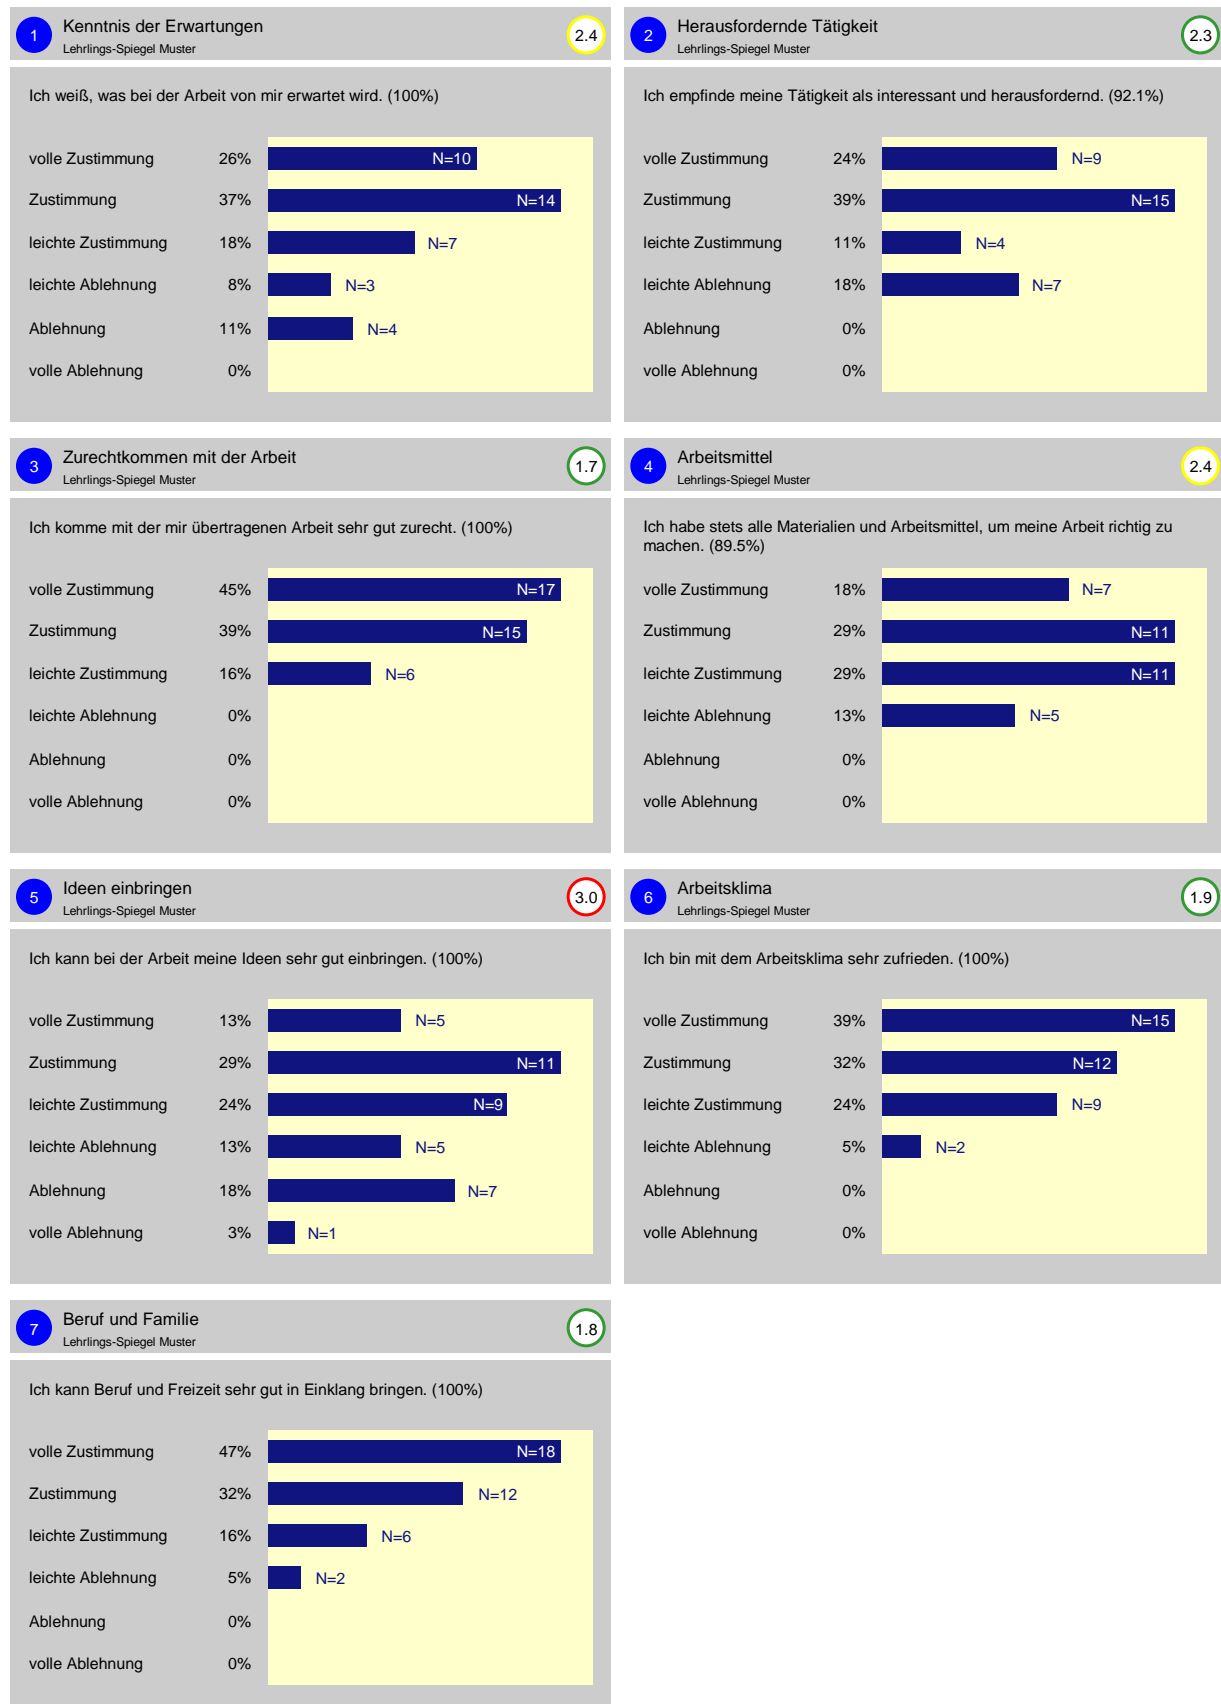 1 Kenntnis der Erwartungen 2.4
Lehrlings-Spiegel Muster
Ich weiß, was bei der Arbeit von mir erwartet wird. (100%)
volle Zustimmung 26% N=10
Zustimmung 37% N=14
leichte Zustimmung 18% N=7
leichte Ablehnung 8% N=3
Ablehnung 11% N=4
volle Ablehnung 0%
2 Herausfordernde Tätigkeit 2.3
Lehrlings-Spiegel Muster
Ich empfinde meine Tätigkeit als interessant und herausfordernd. (92.1%)
volle Zustimmung 24% N=9
Zustimmung 39% N=15
leichte Zustimmung 11% N=4
leichte Ablehnung 18% N=7
Ablehnung 0%
volle Ablehnung 0%
3 Zurechtkommen mit der Arbeit 1.7
Lehrlings-Spiegel Muster
Ich komme mit der mir übertragenen Arbeit sehr gut zurecht. (100%)
volle Zustimmung 45% N=17
Zustimmung 39% N=15
leichte Zustimmung 16% N=6
leichte Ablehnung 0%
Ablehnung 0%
volle Ablehnung 0%
4 Arbeitsmittel 2.4
Lehrlings-Spiegel Muster
Ich habe stets alle Materialien und Arbeitsmittel, um meine Arbeit richtig zu
machen. (89.5%)
volle Zustimmung 18% N=7
Zustimmung 29% N=11
leichte Zustimmung 29% N=11
leichte Ablehnung 13% N=5
Ablehnung 0%
volle Ablehnung 0%
5 Ideen einbringen 3.0
Lehrlings-Spiegel Muster
Ich kann bei der Arbeit meine Ideen sehr gut einbringen. (100%)
volle Zustimmung 13% N=5
Zustimmung 29% N=11
leichte Zustimmung 24% N=9
leichte Ablehnung 13% N=5
Ablehnung 18% N=7
volle Ablehnung 3% N=1
6 Arbeitsklima 1.9
Lehrlings-Spiegel Muster
Ich bin mit dem Arbeitsklima sehr zufrieden. (100%)
volle Zustimmung 39% N=15
Zustimmung 32% N=12
leichte Zustimmung 24% N=9
leichte Ablehnung 5% N=2
Ablehnung 0%
volle Ablehnung 0%
7 Beruf und Familie 1.8
Lehrlings-Spiegel Muster
Ich kann Beruf und Freizeit sehr gut in Einklang bringen. (100%)
volle Zustimmung 47% N=18
Zustimmung 32% N=12
leichte Zustimmung 16% N=6
leichte Ablehnung 5% N=2
Ablehnung 0%
volle Ablehnung 0%